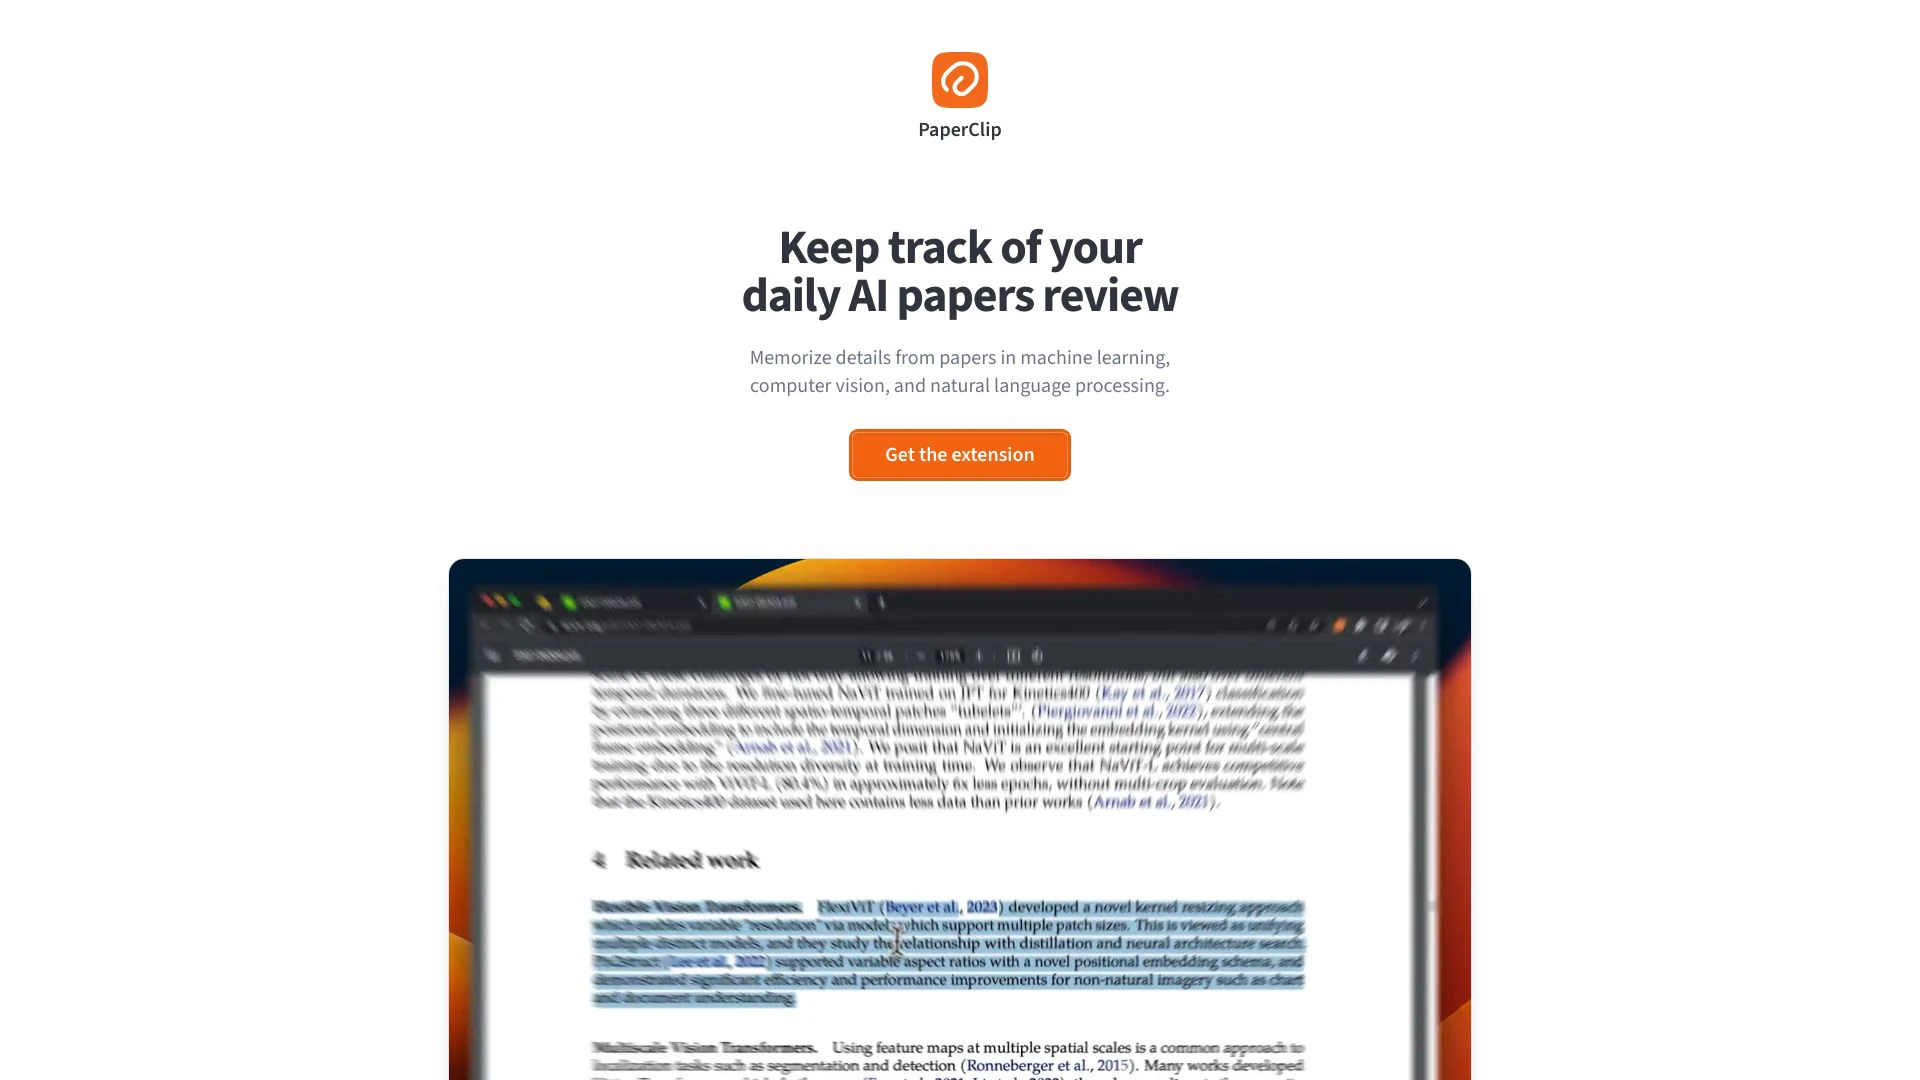 PaperClip
Keep track of your
daily AI papers review
Memorize details from papers in machine learning,
computer vision, and natural language processing.
Get the extension
temporal durations. We fine-tuned NaViT trained on JFT for Kinetics400 (Kay et al., 2017) classification
by extracting three different spatio-temporal patches "tubelets", (Piergiovanni et al., 2022), extending the
positional embedding to include the temporal dimension and initializing the embedding kernel using "central
frame embedding" (Arnab et al., 2021). We posit that NaViT is an excellent starting point for multi-scale
training due to the resolution diversity at training time. We observe that NaViT-L achieves competitive
performance with ViViT-L (80.4%) in approximately 6x less epochs, without multi-crop evaluation. Note
that the Kinetics400 dataset used here contains less data than prior works (Arnab et al., 2021).
4 Related work
Flexible Vision Transformers. FlexiViT (Beyer et al., 2023) developed a novel kernel resizing approach
which enables variable "resolution" via models which support multiple patch sizes. This is viewed as unifying
multiple distinct models, and they study the relationship with distillation and neural architecture search.
Pix2Struct (Lee et al., 2022) supported variable aspect ratios with a novel positional embedding schema, and
demonstrated significant efficiency and performance improvements for non-natural imagery such as chart
and document understanding.
Multiscale Vision Transformers. Using feature maps at multiple spatial scales is a common approach to
localization tasks such as segmentation and detection (Ronneberger et al., 2015). Many works developed